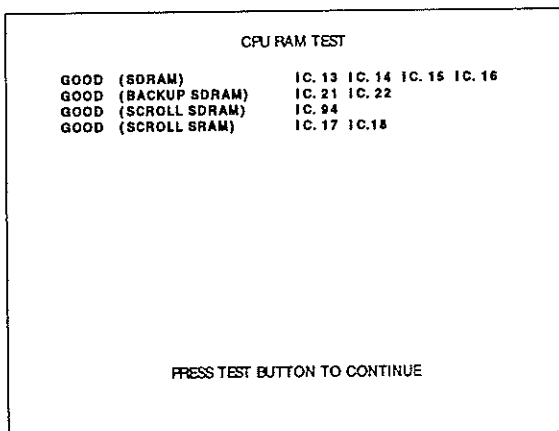 CPU RAM TEST
GOOD (SDRAM) IC. 13 IC. 14 IC. 15 IC. 16
GOOD (BACKUP SDRAM) IC. 21 IC. 22
GOOD (SCROLL SDRAM) IC. 94
GOOD (SCROLL SRAM) IC. 17 IC.18
PRESS TEST BUTTON TO CONTINUE